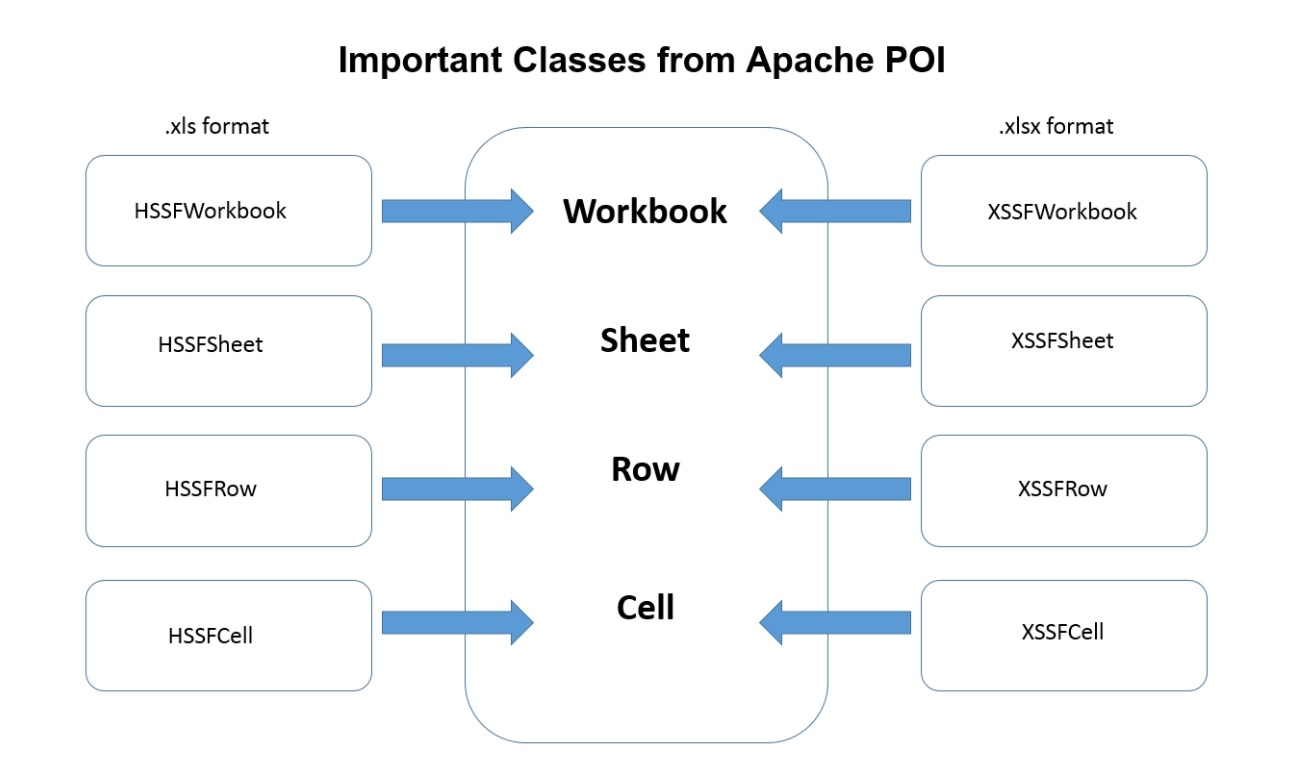 Important Classes from Apache POI
.xls format
.xlsx format
HSSFWorkbook
Workbook
XSSFWorkbook
HSSFSheet
Sheet
XSSFSheet
HSSFRow
Row
XSSFRow
HSSFCell
Cell
XSSFCell